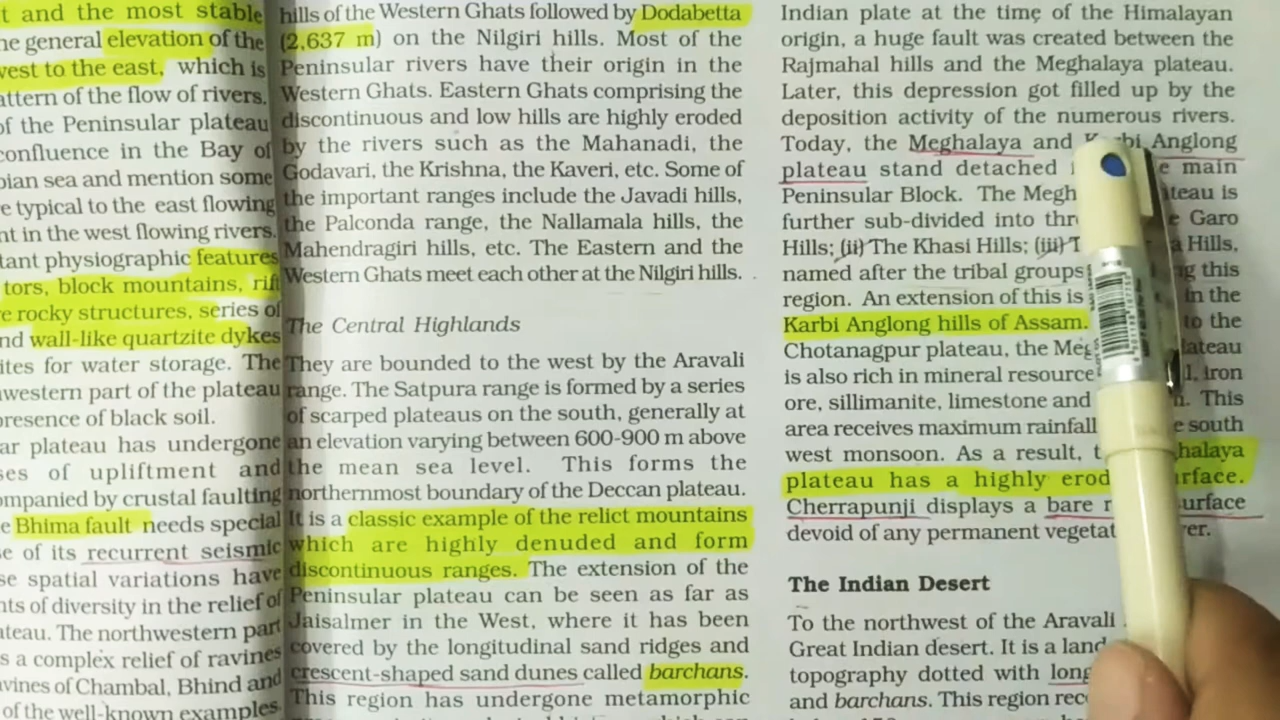 t and the most stable
he general elevation of the
west to the east, which is
attern of the flow of rivers.
of the Peninsular plateau
confluence in the Bay of
bian sea and mention some
e typical to the east flowing
nt in the west flowing rivers.
tant physiographic features
tors, block mountains, rift
e rocky structures, series of
nd wall-like quartzite dykes
ites for water storage. The
western part of the plateau
presence of black soil.
ar plateau has undergone
ses of upliftment and
ompanied by crustal faulting
e Bhima fault needs special
se of its recurrent seismic
se spatial variations have
nts of diversity in the relief of
ateau. The northwestern part
s a complex relief of ravines
avines of Chambal, Bhind and
of the well-known examples.
hills of the Western Ghats followed by Dodabetta
(2,637 m) on the Nilgiri hills. Most of the
Peninsular rivers have their origin in the
Western Ghats. Eastern Ghats comprising the
discontinuous and low hills are highly eroded
by the rivers such as the Mahanadi, the
Godavari, the Krishna, the Kaveri, etc. Some of
the important ranges include the Javadi hills,
the Palconda range, the Nallamala hills, the
Mahendragiri hills, etc. The Eastern and the
Western Ghats meet each other at the Nilgiri hills.
The Central Highlands
They are bounded to the west by the Aravali
range. The Satpura range is formed by a series
of scarped plateaus on the south, generally at
an elevation varying between 600-900 m above
the mean sea level. This forms the
northernmost boundary of the Deccan plateau.
It is a classic example of the relict mountains
which are highly denuded and form
discontinuous ranges. The extension of the
Peninsular plateau can be seen as far as
Jaisalmer in the West, where it has been
covered by the longitudinal sand ridges and
crescent-shaped sand dunes called barchans.
This region has undergone metamorphic
Indian plate at the time of the Himalayan
origin, a huge fault was created between the
Rajmahal hills and the Meghalaya plateau.
Later, this depression got filled up by the
deposition activity of the numerous rivers.
Today, the Meghalaya and Karbi Anglong
plateau stand detached main
Peninsular Block. The Megh ateau is
further sub-divided into thr Garo
Hills; (ii) The Khasi Hills; (iii) T Hills,
named after the tribal groups this
region. An extension of this is in the
Karbi Anglong hills of Assam. to the
Chotanagpur plateau, the Meg lateau
is also rich in mineral resource l, iron
ore, sillimanite, limestone and This
area receives maximum rainfall south
west monsoon. As a result, t halaya
plateau has a highly erod rface.
Cherrapunji displays a bare r surface
devoid of any permanent vegetat ver.
The Indian Desert
To the northwest of the Aravali
Great Indian desert. It is a land
topography dotted with long
and barchans. This region rec